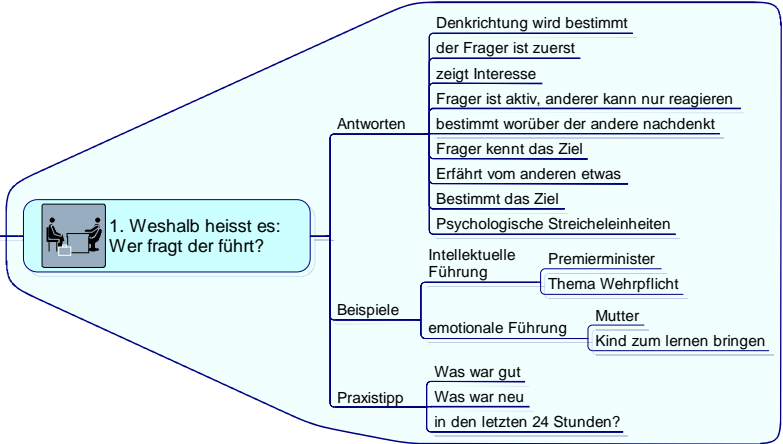 1. Weshalb heisst es:
Wer fragt der führt?
Antworten
Denkrichtung wird bestimmt
der Frager ist zuerst
zeigt Interesse
Frager ist aktiv, anderer kann nur reagieren
bestimmt worüber der andere nachdenkt
Frager kennt das Ziel
Erfährt vom anderen etwas
Bestimmt das Ziel
Psychologische Streicheleinheiten
Beispiele
Intellektuelle
Führung
Premierminister
Thema Wehrpflicht
emotionale Führung
Mutter
Kind zum lernen bringen
Praxistipp
Was war gut
Was war neu
in den letzten 24 Stunden?